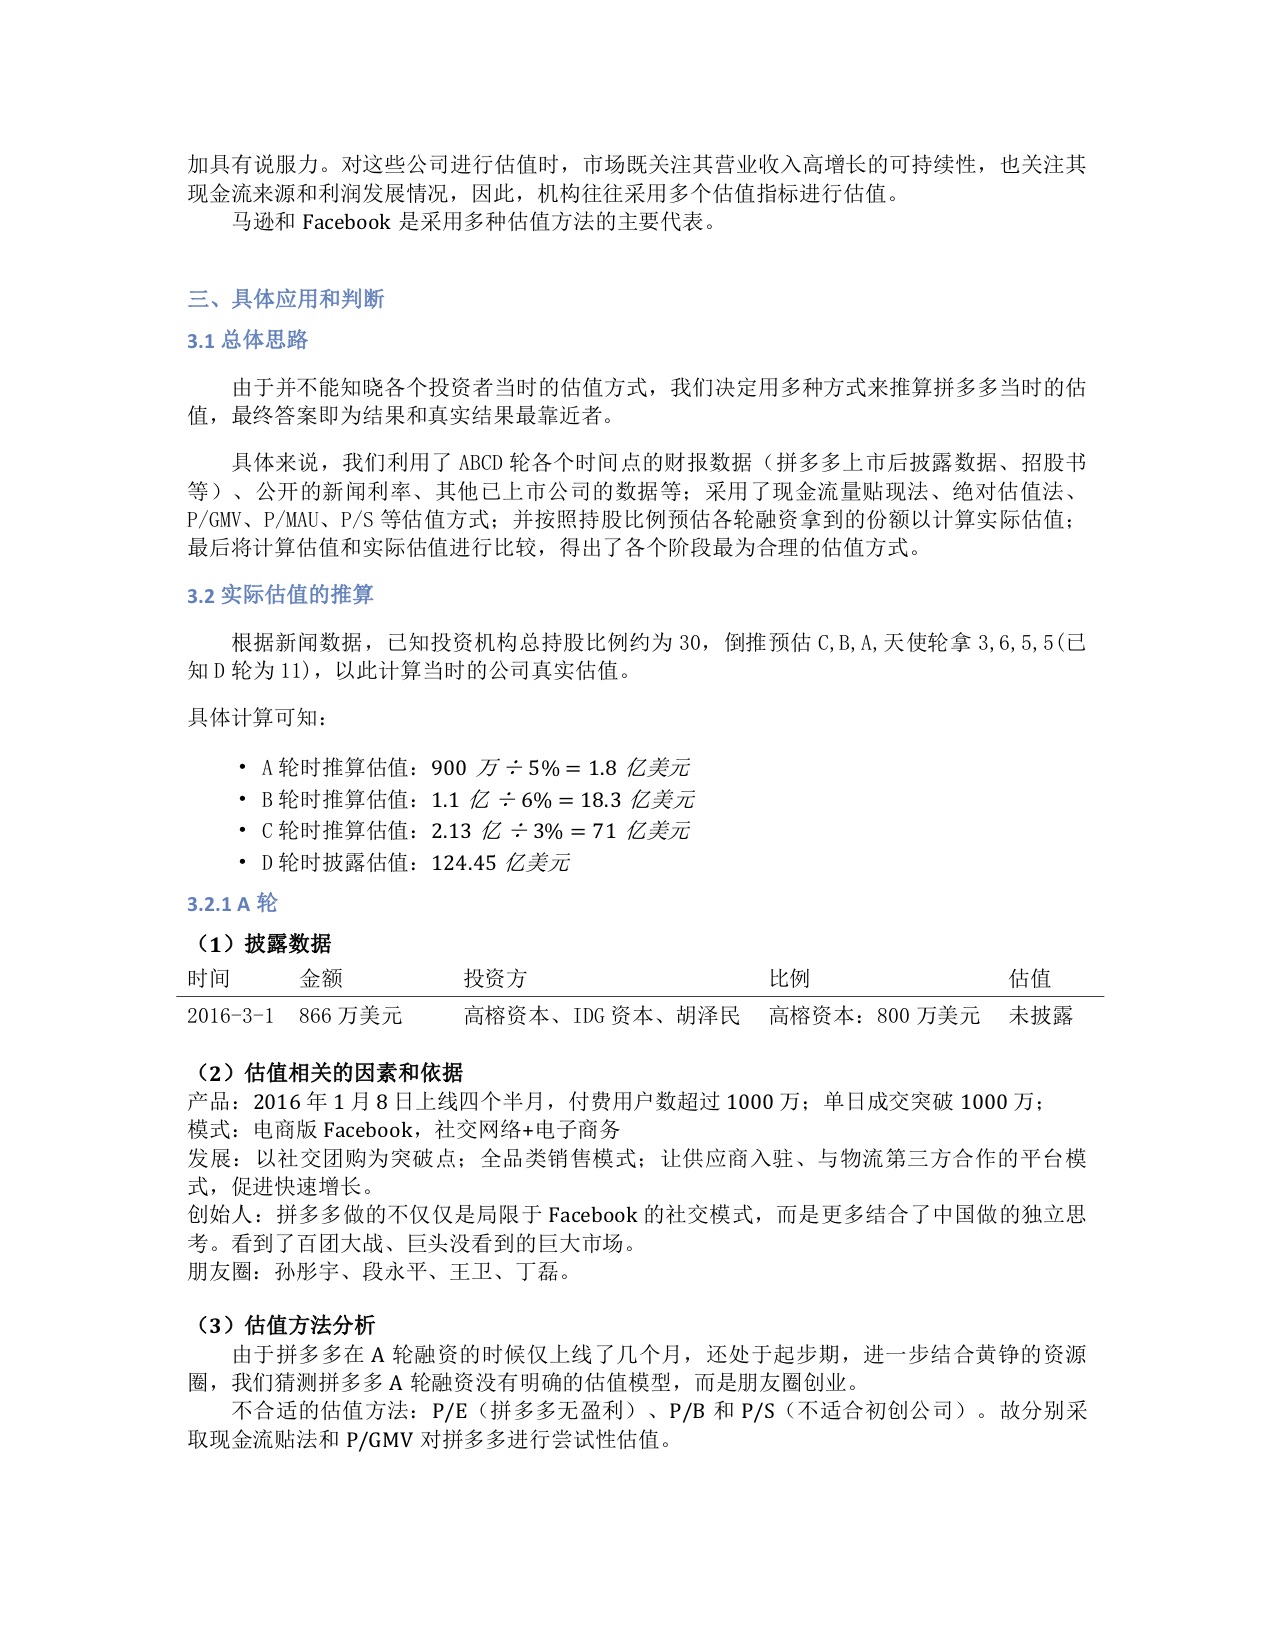 加具有说服力。对这些公司进行估值时，市场既关注其营业收入高增长的可持续性，也关注其
现金流来源和利润发展情况，因此，机构往往采用多个估值指标进行估值。
马逊和 Facebook 是采用多种估值方法的主要代表。
三、具体应用和判断
3.1 总体思路
由于并不能知晓各个投资者当时的估值方式，我们决定用多种方式来推算拼多多当时的估
值，最终答案即为结果和真实结果最靠近者。
具体来说，我们利用了 ABCD 轮各个时间点的财报数据（拼多多上市后披露数据、招股书
等）、公开的新闻利率、其他已上市公司的数据等；采用了现金流量贴现法、绝对估值法、
P/GMV、P/MAU、P/S 等估值方式；并按照持股比例预估各轮融资拿到的份额以计算实际估值；
最后将计算估值和实际估值进行比较，得出了各个阶段最为合理的估值方式。
3.2 实际估值的推算
根据新闻数据，已知投资机构总持股比例约为 30，倒推预估 C,B,A,天使轮拿 3,6,5,5(已
知 D 轮为 11)，以此计算当时的公司真实估值。
具体计算可知：
• A 轮时推算估值：900 万 ÷ 5% = 1.8 亿美元
• B 轮时推算估值：1.1 亿 ÷ 6% = 18.3 亿美元
• C 轮时推算估值：2.13 亿 ÷ 3% = 71 亿美元
• D 轮时披露估值：124.45 亿美元
3.2.1 A 轮
（1）披露数据
时间 金额 投资方 比例 估值
2016-3-1 866 万美元 高榕资本、IDG 资本、胡泽民 高榕资本：800 万美元 未披露
（2）估值相关的因素和依据
产品：2016 年 1 月 8 日上线四个半月，付费用户数超过 1000 万；单日成交突破 1000 万；
模式：电商版 Facebook，社交网络+电子商务
发展：以社交团购为突破点；全品类销售模式；让供应商入驻、与物流第三方合作的平台模
式，促进快速增长。
创始人：拼多多做的不仅仅是局限于 Facebook 的社交模式，而是更多结合了中国做的独立思
考。看到了百团大战、巨头没看到的巨大市场。
朋友圈：孙彤宇、段永平、王卫、丁磊。
（3）估值方法分析
由于拼多多在 A 轮融资的时候仅上线了几个月，还处于起步期，进一步结合黄铮的资源
圈，我们猜测拼多多 A 轮融资没有明确的估值模型，而是朋友圈创业。
不合适的估值方法：P/E（拼多多无盈利）、P/B 和 P/S（不适合初创公司）。故分别采
取现金流贴法和 P/GMV 对拼多多进行尝试性估值。